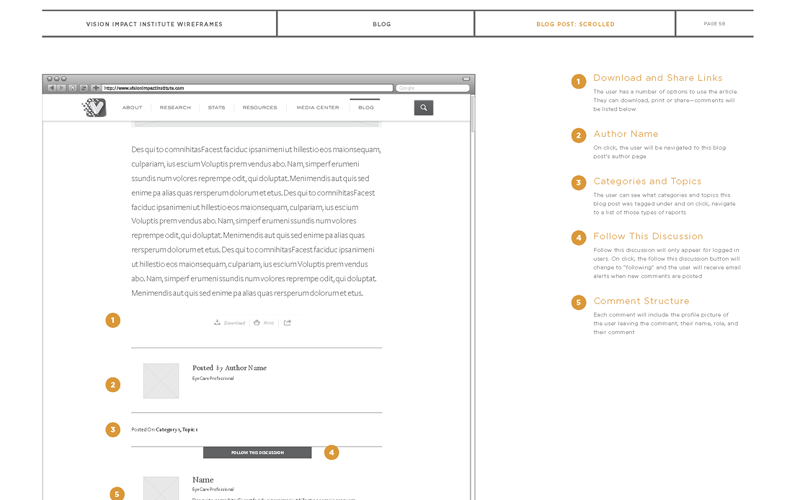 VISION IMPACT INSTITUTE WIREFRAMES
BLOG
BLOG POST: SCROLLED
PAGE 58
http://www.visionimpactinstitute.com
Google
ABOUT
RESEARCH
STATS
RESOURCES
MEDIA CENTER
BLOG
Des qui to comnihitasFacest faciduc ipsanimeni ut hillestio eos maionsequam,
culpariam, ius escium Voluptis prem vendus abo. Nam, simperf erumeni
ssundis num volores reprempe odit, qui doluptat. Menimendis aut quis sed
enime pa alias quas rersperum dolorum et etus. Des qui to comnihitasFacest
faciduc ipsanimeni ut hillestio eos maionsequam, culpariam, ius escium
Voluptis prem vendus abo. Nam, simperf erumeni ssundis num volores
reprempe odit, qui doluptat. Menimendis aut quis sed enime pa alias quas
rersperum dolorum et etus. Des qui to comnihitasFacest faciduc ipsanimeni
ut hillestio eos maionsequam, culpariam, ius escium Voluptis prem vendus
abo. Nam, simperf erumeni ssundis num volores reprempe odit, qui doluptat.
Menimendis aut quis sed enime pa alias quas rersperum dolorum et etus.
1
Download
Print
2
Posted by Author Name
Eye Care Professional
3
Posted On: Category 1, Topic 1
FOLLOW THIS DISCUSSION
4
5
Name
Eye Care Professional
1
Download and Share Links
The user has a number of options to use the article.
They can download, print or share—comments will
be listed below
2
Author Name
On click, the user will be navigated to this blog
post's author page
3
Categories and Topics
The user can see what categories and topics this
blog post was tagged under and on click, navigate
to a list of those types of reports
4
Follow This Discussion
Follow this discussion will only appear for logged in
users. On click, the follow this discussion button will
change to "following" and the user will receive email
alerts when new comments are posted
5
Comment Structure
Each comment will include the profile picture of
the user leaving the comment, their name, role, and
their comment